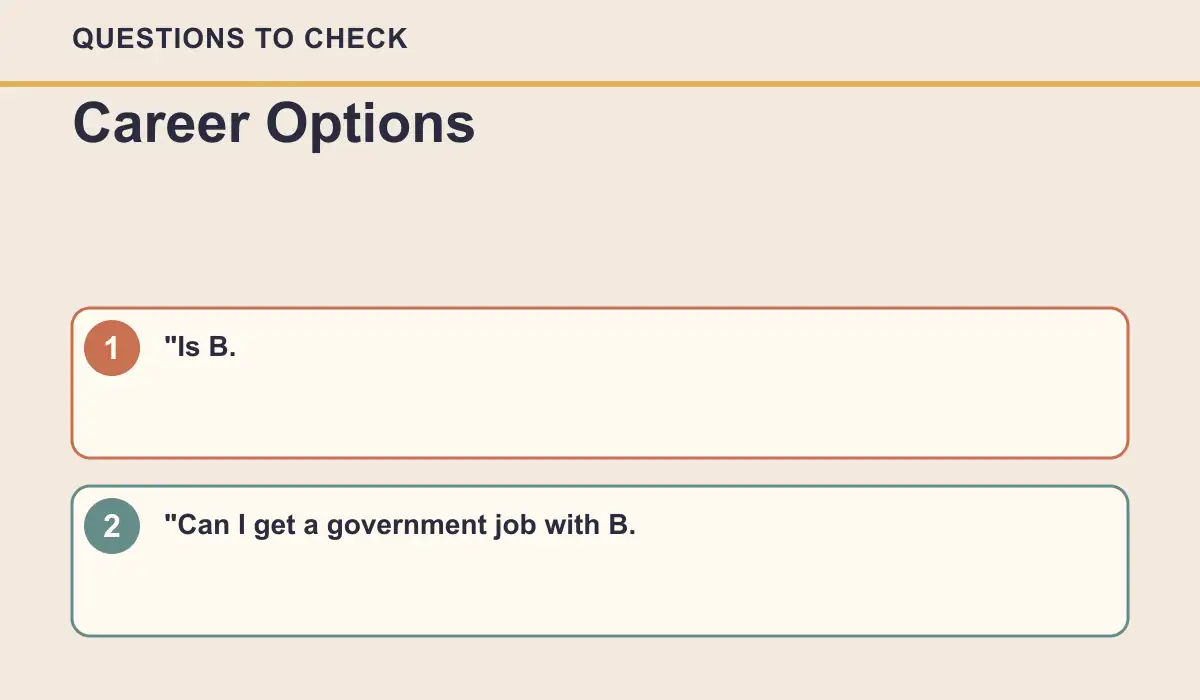 QUESTIONS TO CHECK
Career Options
1
"Is B.
2
"Can I get a government job with B.